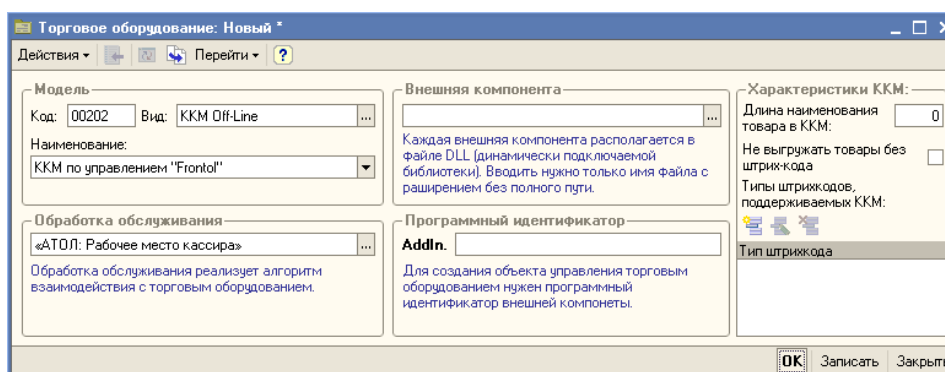 Торговое оборудование: Новый *
Действия Перейти ?
Модель
Код: 00202 Вид: ККМ Off-Line ...
Наименование:
ККМ по управлением "Frontol"
Обработка обслуживания
«АТОЛ: Рабочее место кассира» ...
Обработка обслуживания реализует алгоритм
взаимодействия с торговым оборудованием.
Внешняя компонента
...
Каждая внешняя компонента располагается в
файле DLL (динамически подключаемой
библиотеки). Вводить нужно только имя файла с
раширением без полного пути.
Программный идентификатор
AddIn.
Для создания объекта управления торговым
оборудованием нужен программный
идентификатор внешней компонеты.
Характеристики ККМ:
Длина наименования
товара в ККМ: 0
Не выгружать товары без
штрих-кода
Типы штрихкодов,
поддерживаемых ККМ:
Тип штрихкода
OK Записать Закрыть